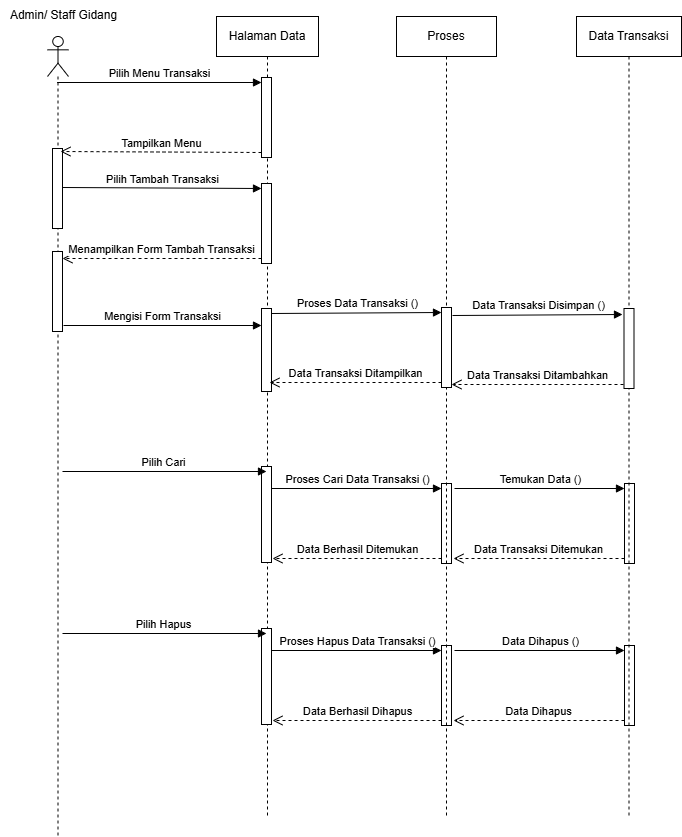 Admin/ Staff Gidang
Halaman Data
Proses
Data Transaksi
Pilih Menu Transaksi
Tampilkan Menu
Pilih Tambah Transaksi
Menampilkan Form Tambah Transaksi
Mengisi Form Transaksi
Proses Data Transaksi ()
Data Transaksi Disimpan ()
Data Transaksi Ditampilkan
Data Transaksi Ditambahkan
Pilih Cari
Proses Cari Data Transaksi ()
Temukan Data ()
Data Berhasil Ditemukan
Data Transaksi Ditemukan
Pilih Hapus
Proses Hapus Data Transaksi ()
Data Dihapus ()
Data Berhasil Dihapus
Data Dihapus